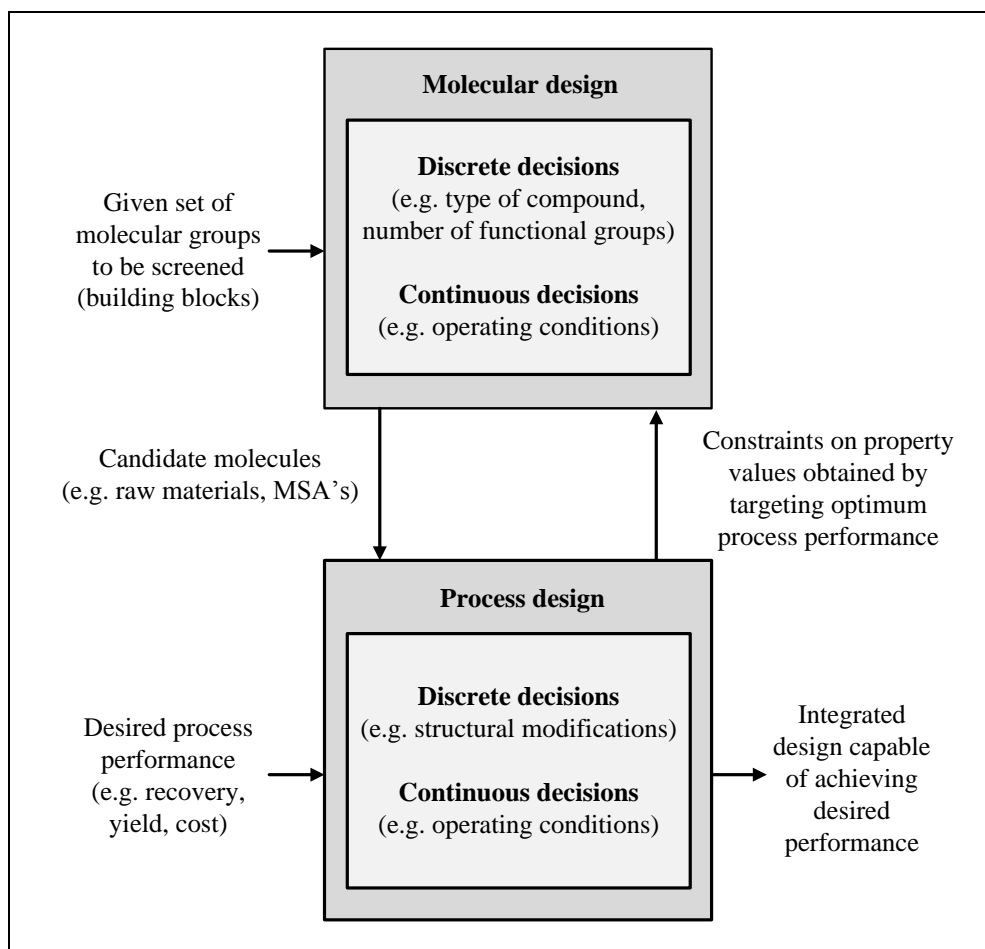 Molecular design
Discrete decisions
(e.g. type of compound,
number of functional groups)
Continuous decisions
(e.g. operating conditions)
Given set of
molecular groups
to be screened
(building blocks)
Candidate molecules
(e.g. raw materials, MSA’s)
Constraints on property
values obtained by
targeting optimum
process performance
Process design
Discrete decisions
(e.g. structural modifications)
Continuous decisions
(e.g. operating conditions)
Desired process
performance
(e.g. recovery,
yield, cost)
Integrated
design capable
of achieving
desired
performance